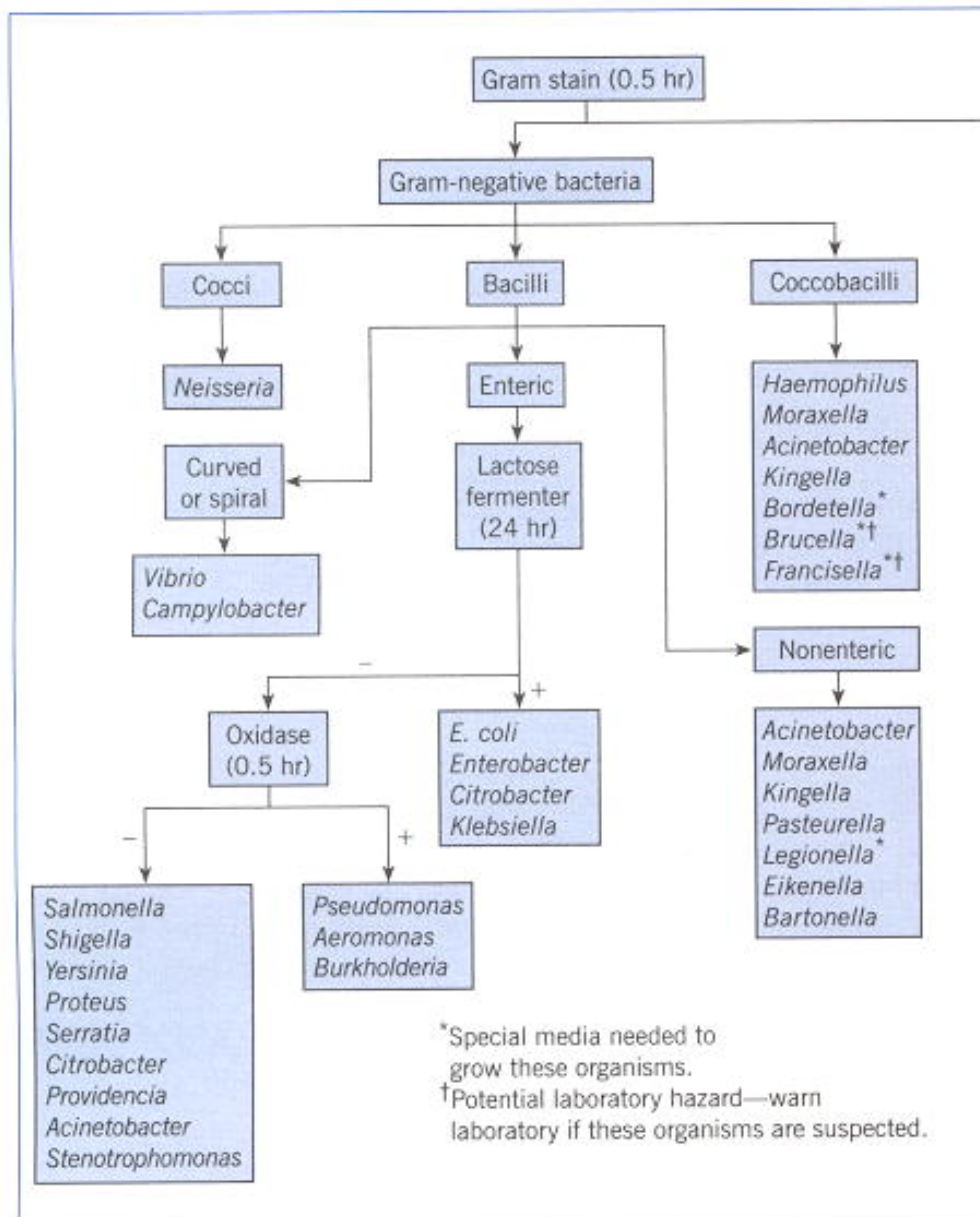 Gram stain (0.5 hr)
Gram-negative bacteria
Cocci
Bacilli
Coccobacilli
Neisseria
Enteric
Haemophilus
Moraxella
Acinetobacter
Kingella
Bordetella*
Brucella*†
Francisella*†
Curved
or spiral
Lactose
fermenter
(24 hr)
Vibrio
Campylobacter
Nonenteric
–
+
Oxidase
(0.5 hr)
E. coli
Enterobacter
Citrobacter
Klebsiella
Acinetobacter
Moraxella
Kingella
Pasteurella
Legionella*
Eikenella
Bartonella
–
+
Salmonella
Shigella
Yersinia
Proteus
Serratia
Citrobacter
Providencia
Acinetobacter
Stenotrophomonas
Pseudomonas
Aeromonas
Burkholderia
*Special media needed to
grow these organisms.
†Potential laboratory hazard—warn
laboratory if these organisms are suspected.